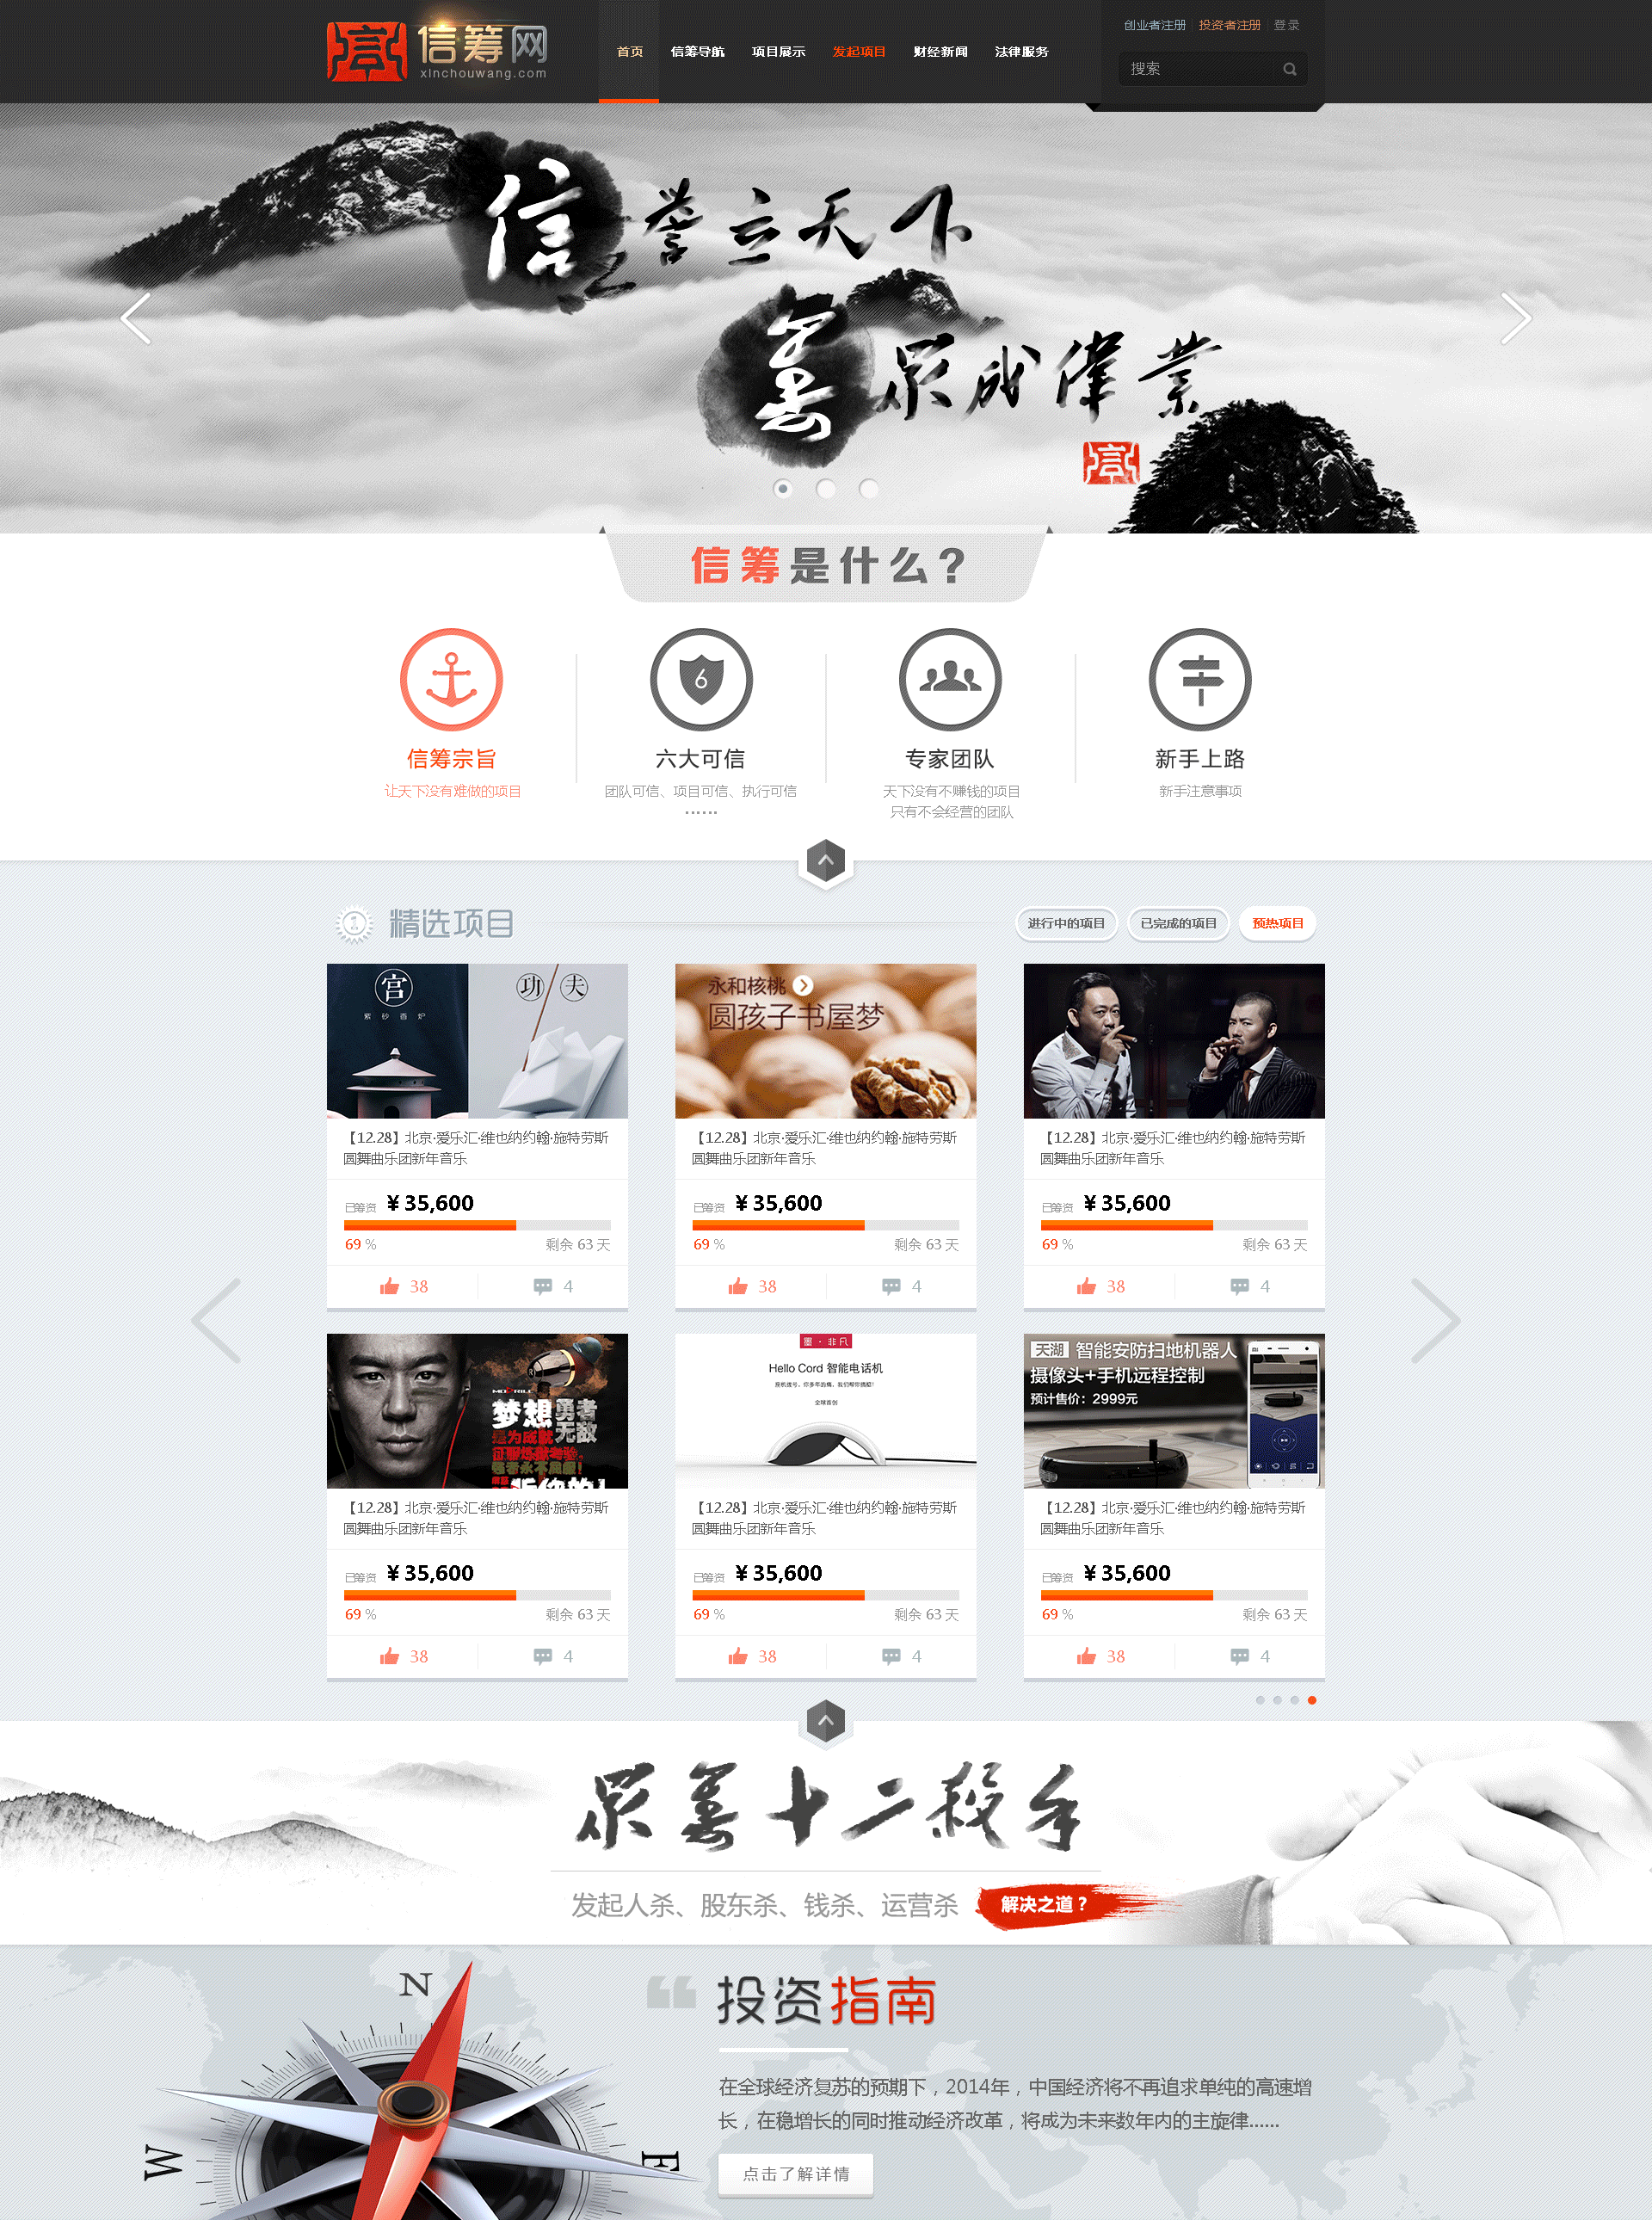 信筹网
xinchouwang.com
首页 信筹导航 项目展示 发起项目 财经新闻 法律服务
创业者注册 投资者注册 登录
搜索
信誉立天下
筹众成伟业
信筹是什么?
信筹宗旨
让天下没有难做的项目
6
六大可信
团队可信、项目可信、执行可信
······
专家团队
天下没有不赚钱的项目
只有不会经营的团队
新手上路
新手注意事项
1 精选项目
进行中的项目 已完成的项目 预热项目
宫
紫砂香炉
功夫
【12.28】北京·爱乐汇·维也纳约翰·施特劳斯
圆舞曲乐团新年音乐
已筹资 ¥ 35,600
69 % 剩余 63 天
38 4
永和核桃
圆孩子书屋梦
【12.28】北京·爱乐汇·维也纳约翰·施特劳斯
圆舞曲乐团新年音乐
已筹资 ¥ 35,600
69 % 剩余 63 天
38 4
【12.28】北京·爱乐汇·维也纳约翰·施特劳斯
圆舞曲乐团新年音乐
已筹资 ¥ 35,600
69 % 剩余 63 天
38 4
梦想勇者
无敌
【12.28】北京·爱乐汇·维也纳约翰·施特劳斯
圆舞曲乐团新年音乐
已筹资 ¥ 35,600
69 % 剩余 63 天
38 4
墨·非凡
Hello Cord 智能电话机
全球首创
【12.28】北京·爱乐汇·维也纳约翰·施特劳斯
圆舞曲乐团新年音乐
已筹资 ¥ 35,600
69 % 剩余 63 天
38 4
天湖 智能安防扫地机器人
摄像头+手机远程控制
预计售价：2999元
【12.28】北京·爱乐汇·维也纳约翰·施特劳斯
圆舞曲乐团新年音乐
已筹资 ¥ 35,600
69 % 剩余 63 天
38 4
众筹十二杀手
发起人杀、股东杀、钱杀、运营杀 解决之道？
N
W
E
投资指南
在全球经济复苏的预期下，2014年，中国经济将不再追求单纯的高速增
长，在稳增长的同时推动经济改革，将成为未来数年内的主旋律......
点击了解详情